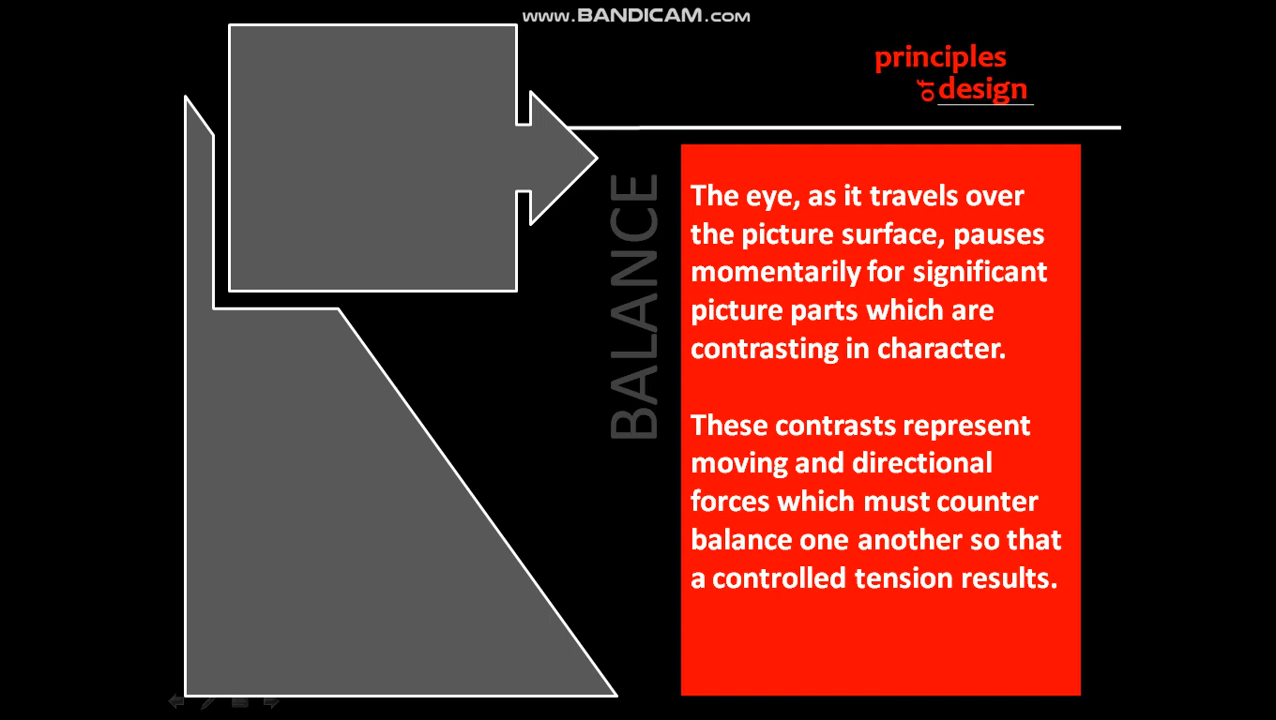 www.BANDICAM.com
principles
of design
BALANCE
The eye, as it travels over
the picture surface, pauses
momentarily for significant
picture parts which are
contrasting in character.
These contrasts represent
moving and directional
forces which must counter
balance one another so that
a controlled tension results.